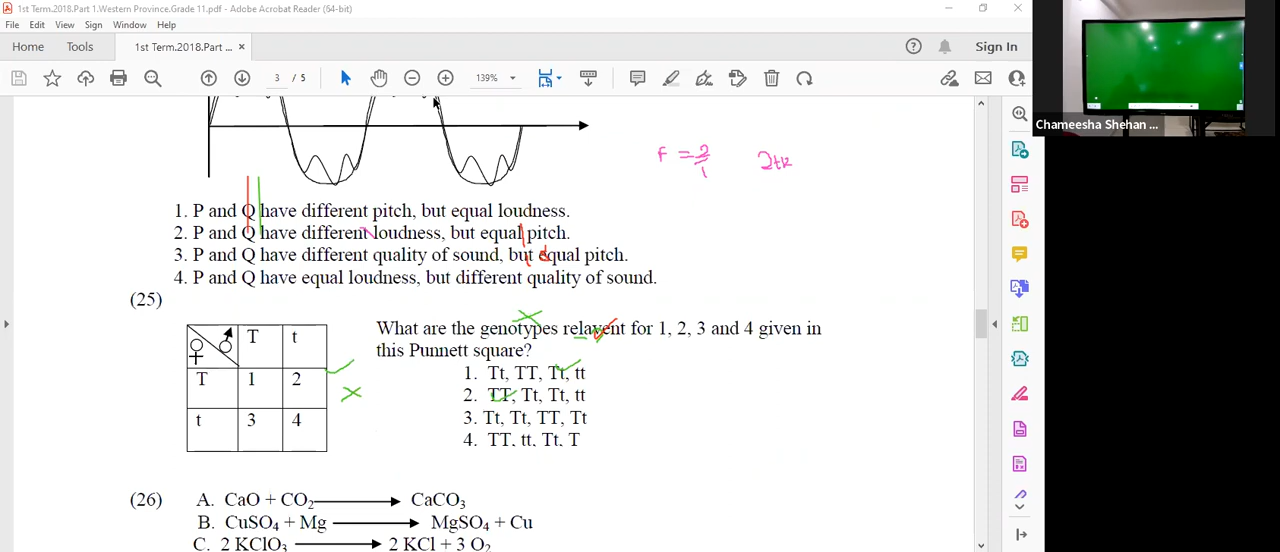 1st Term.2018.Part 1.Western Province.Grade 11.pdf - Adobe Acrobat Reader (64-bit)
File Edit View Sign Window Help
Home Tools 1st Term.2018.Part ... × Sign In
3 / 5 139%
F = 2/1
1. P and Q have different pitch, but equal loudness.
2. P and Q have different loudness, but equal pitch.
3. P and Q have different quality of sound, but equal pitch.
4. P and Q have equal loudness, but different quality of sound.
(25)
T t
T 1 2
t 3 4
What are the genotypes relavent for 1, 2, 3 and 4 given in
this Punnett square?
1. Tt, TT, Tt, tt
2. TT, Tt, Tt, tt
3. Tt, Tt, TT, Tt
4. TT, tt, Tt, T
(26) A. CaO + CO₂ ⟶ CaCO₃
B. CuSO₄ + Mg ⟶ MgSO₄ + Cu
C. 2 KClO₃ ⟶ 2 KCl + 3 O₂
Chameesha Shehan ...